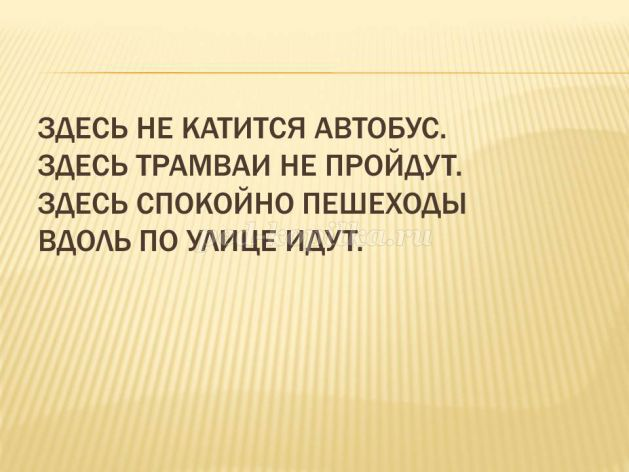 ЗДЕСЬ НЕ КАТИТСЯ АВТОБУС.
ЗДЕСЬ ТРАМВАИ НЕ ПРОЙДУТ.
ЗДЕСЬ СПОКОЙНО ПЕШЕХОДЫ
ВДОЛЬ ПО УЛИЦЕ ИДУТ.